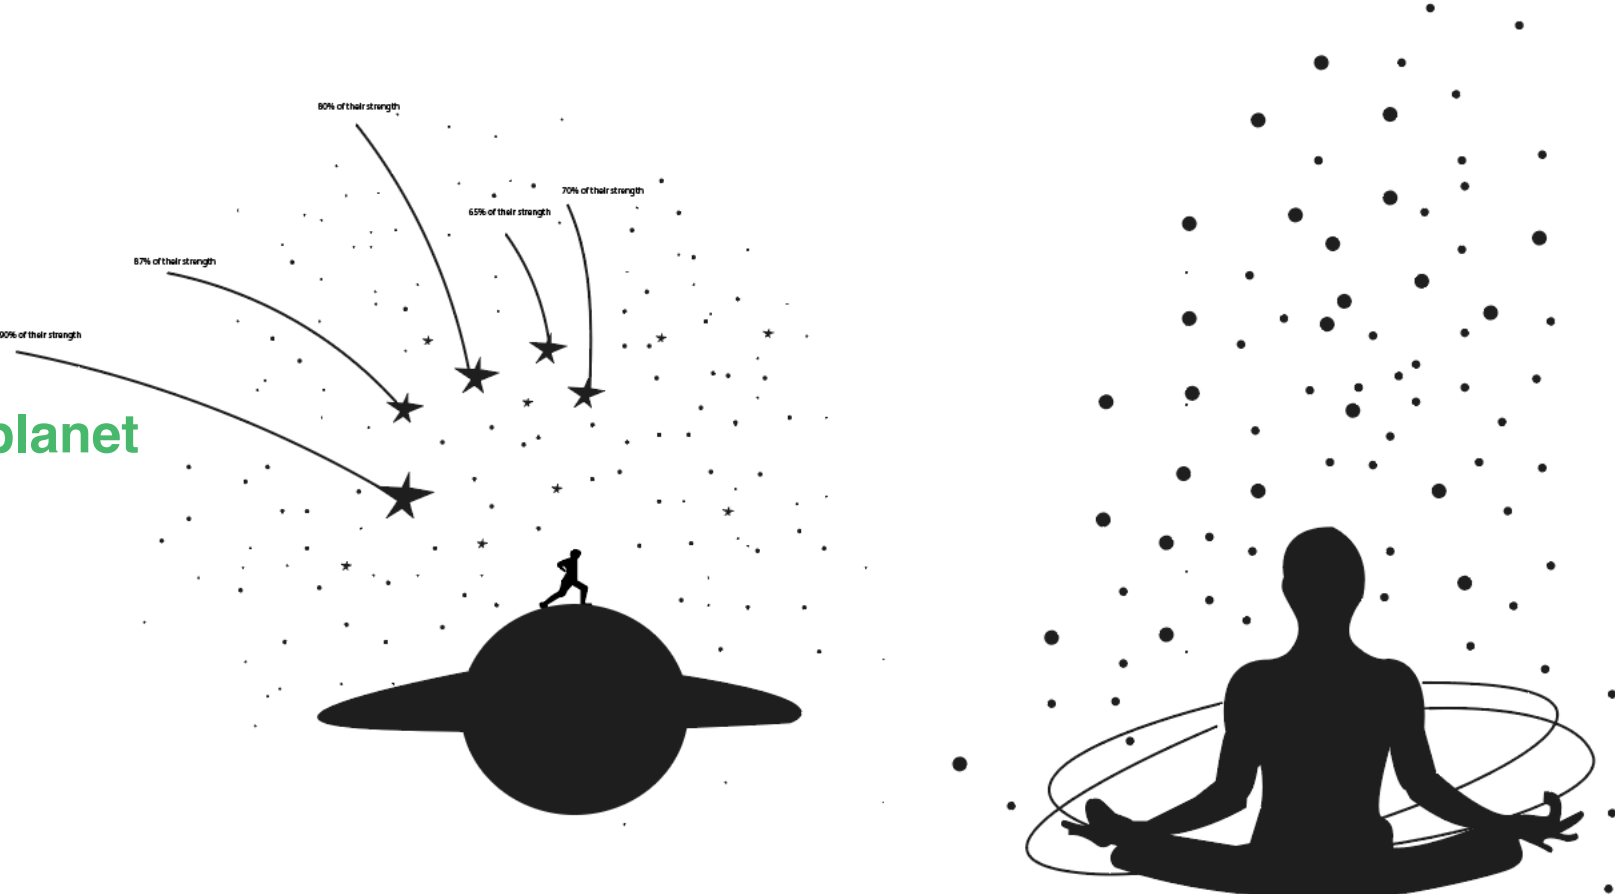 80% of their strength
70% of their strength
65% of their strength
87% of their strength
90% of their strength
planet